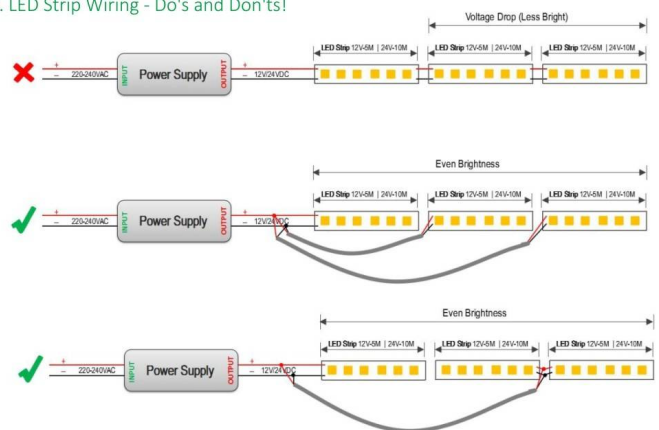 . LED Strip Wiring - Do's and Don'ts!
Voltage Drop (Less Bright)
LED Strip 12V-5M | 24V-10M LED Strip 12V-5M | 24V-10M LED Strip 12V-5M | 24V-10M
+ – 220-240VAC INPUT Power Supply OUTPUT + – 12V/24VDC
Even Brightness
LED Strip 12V-5M | 24V-10M LED Strip 12V-5M | 24V-10M LED Strip 12V-5M | 24V-10M
+ – 220-240VAC INPUT Power Supply OUTPUT + – 12V/24VDC
Even Brightness
LED Strip 12V-5M | 24V-10M LED Strip 12V-5M | 24V-10M LED Strip 12V-5M | 24V-10M
+ – 220-240VAC INPUT Power Supply OUTPUT + – 12V/24VDC